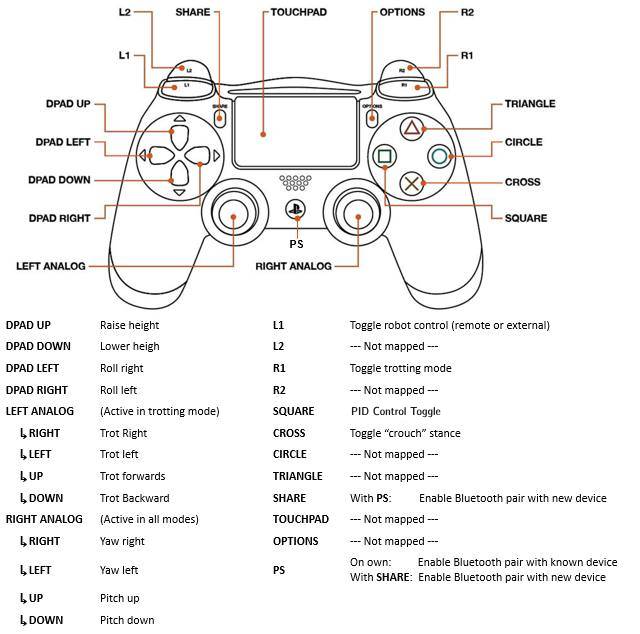 L2 SHARE TOUCHPAD OPTIONS R2
L1 R1
L2 R2
L1 R1
SHARE OPTIONS
DPAD UP TRIANGLE
DPAD LEFT CIRCLE
DPAD DOWN CROSS
DPAD RIGHT SQUARE
PS
LEFT ANALOG RIGHT ANALOG
DPAD UP Raise height L1 Toggle robot control (remote or external)
DPAD DOWN Lower heigh L2 --- Not mapped ---
DPAD LEFT Roll right R1 Toggle trotting mode
DPAD RIGHT Roll left R2 --- Not mapped ---
LEFT ANALOG (Active in trotting mode) SQUARE PID Control Toggle
↳RIGHT Trot Right CROSS Toggle “crouch” stance
↳LEFT Trot left CIRCLE --- Not mapped ---
↳UP Trot forwards TRIANGLE --- Not mapped ---
↳DOWN Trot Backward SHARE With PS: Enable Bluetooth pair with new device
RIGHT ANALOG (Active in all modes) TOUCHPAD --- Not mapped ---
↳RIGHT Yaw right OPTIONS --- Not mapped ---
↳LEFT Yaw left PS On own: Enable Bluetooth pair with known device
With SHARE: Enable Bluetooth pair with new device
↳UP Pitch up
↳DOWN Pitch down